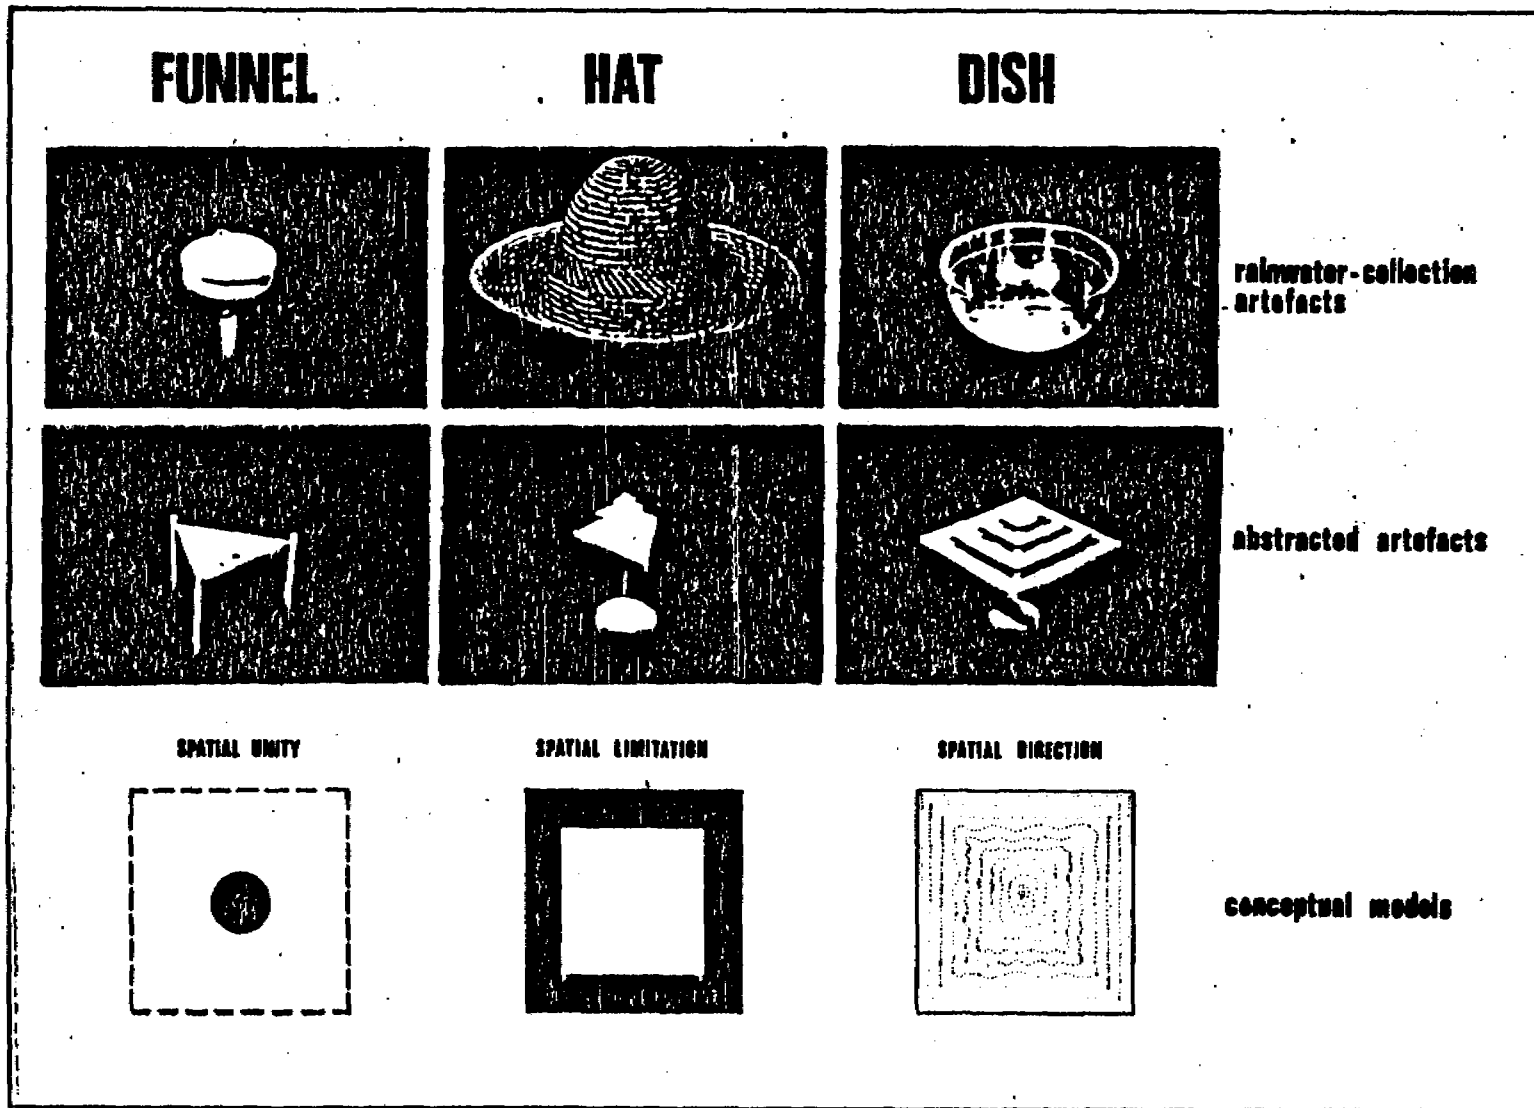 FUNNEL HAT DISH
rainwater-collection
artefacts
abstracted artefacts
SPATIAL UNITY SPATIAL LIMITATION SPATIAL DIRECTION
conceptual models